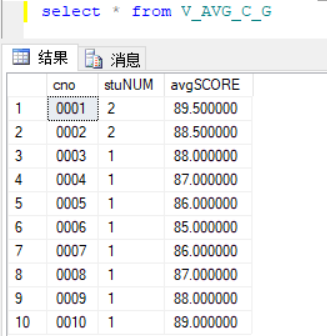 select * from V_AVG_C_G
结果 消息
cno stuNUM avgSCORE
1 0001 2 89.500000
2 0002 2 88.500000
3 0003 1 88.000000
4 0004 1 87.000000
5 0005 1 86.000000
6 0006 1 85.000000
7 0007 1 86.000000
8 0008 1 87.000000
9 0009 1 88.000000
10 0010 1 89.000000